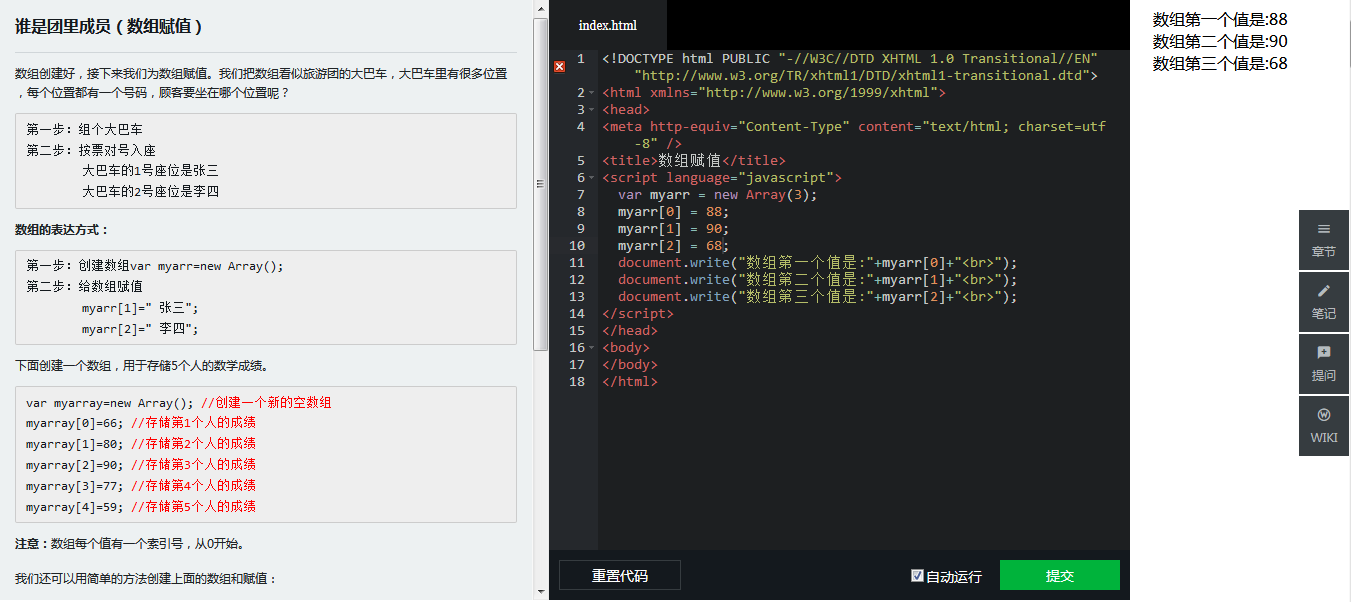 谁是团里成员（数组赋值）
数组创建好，接下来我们为数组赋值。我们把数组看似旅游团的大巴车，大巴车里有很多位置
，每个位置都有一个号码，顾客要坐在哪个位置呢？
第一步：组个大巴车
第二步：按票对号入座
大巴车的1号座位是张三
大巴车的2号座位是李四
数组的表达方式：
第一步：创建数组var myarr=new Array();
第二步：给数组赋值
myarr[1]=" 张三";
myarr[2]=" 李四";
下面创建一个数组，用于存储5个人的数学成绩。
var myarray=new Array(); //创建一个新的空数组
myarray[0]=66; //存储第1个人的成绩
myarray[1]=80; //存储第2个人的成绩
myarray[2]=90; //存储第3个人的成绩
myarray[3]=77; //存储第4个人的成绩
myarray[4]=59; //存储第5个人的成绩
注意：数组每个值有一个索引号，从0开始。
我们还可以用简单的方法创建上面的数组和赋值：
index.html
1 <!DOCTYPE html PUBLIC "-//W3C//DTD XHTML 1.0 Transitional//EN"
"http://www.w3.org/TR/xhtml1/DTD/xhtml1-transitional.dtd">
2 <html xmlns="http://www.w3.org/1999/xhtml">
3 <head>
4 <meta http-equiv="Content-Type" content="text/html; charset=utf
-8" />
5 <title>数组赋值</title>
6 <script language="javascript">
7 var myarr = new Array(3);
8 myarr[0] = 88;
9 myarr[1] = 90;
10 myarr[2] = 68;
11 document.write("数组第一个值是:"+myarr[0]+"<br>");
12 document.write("数组第二个值是:"+myarr[1]+"<br>");
13 document.write("数组第三个值是:"+myarr[2]+"<br>");
14 </script>
15 </head>
16 <body>
17 </body>
18 </html>
重置代码
自动运行
提交
数组第一个值是:88
数组第二个值是:90
数组第三个值是:68
章节
笔记
提问
WIKI